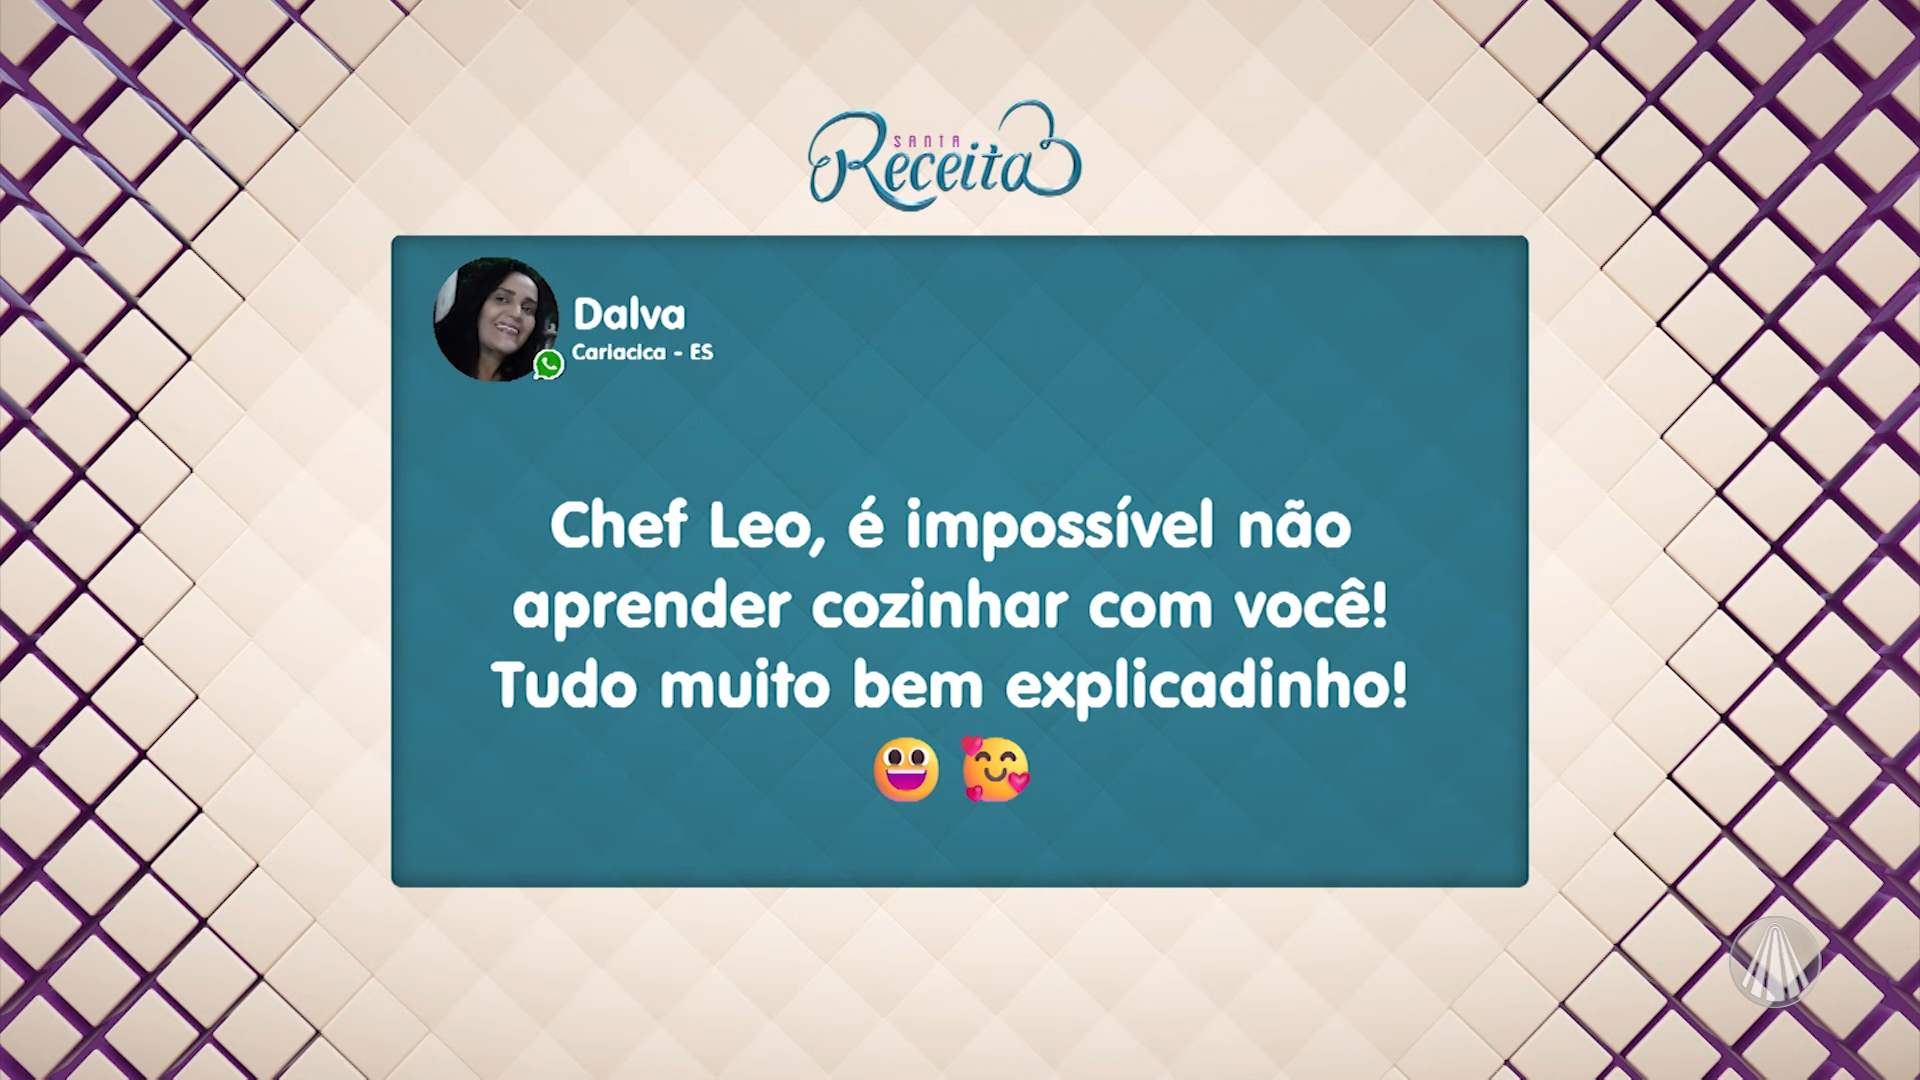 SANTA
Receita
Dalva
Cariacica - ES
Chef Leo, é impossível não
aprender cozinhar com você!
Tudo muito bem explicadinho!
😃 🥰